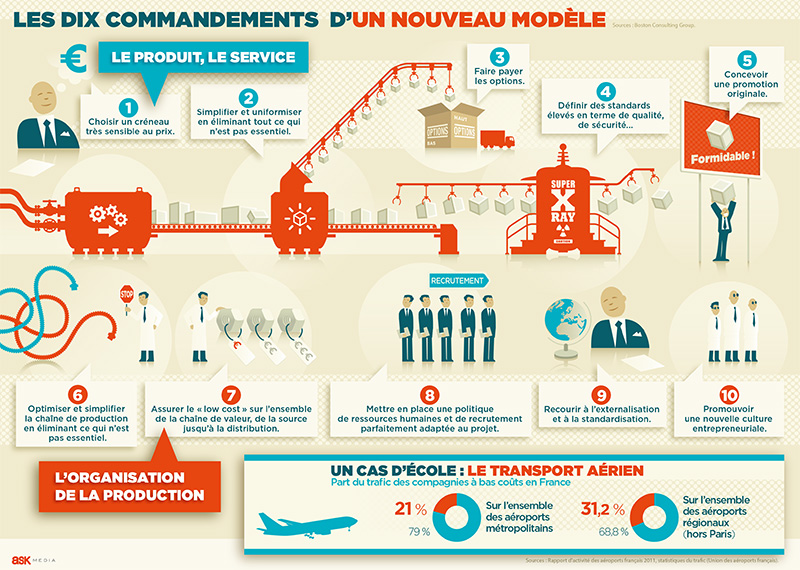 LES DIX COMMANDEMENTS D'UN NOUVEAU MODÈLE
Sources : Boston Consulting Group.
€
LE PRODUIT, LE SERVICE
1
Choisir un créneau
très sensible au prix.
2
Simplifier et uniformiser
en éliminant tout ce qui
n'est pas essentiel.
3
Faire payer
les options.
HAUT
OPTIONS
OPTIONS
BAS
4
Définir des standards
élevés en terme de qualité,
de sécurité...
5
Concevoir
une promotion
originale.
Formidable !
SUPER
X
RAY
STOP
RECRUTEMENT
6
Optimiser et simplifier
la chaîne de production
en éliminant ce qui n'est
pas essentiel.
7
Assurer le « low cost » sur l'ensemble
de la chaîne de valeur, de la source
jusqu'à la distribution.
8
Mettre en place une politique
de ressources humaines et de recrutement
parfaitement adaptée au projet.
9
Recourir à l'externalisation
et à la standardisation.
10
Promouvoir
une nouvelle culture
entrepreneuriale.
L'ORGANISATION
DE LA PRODUCTION
UN CAS D'ÉCOLE : LE TRANSPORT AÉRIEN
Part du trafic des compagnies à bas coûts en France
21 %
79 %
Sur l'ensemble
des aéroports
métropolitains
31,2 %
68,8 %
Sur l'ensemble
des aéroports
régionaux
(hors Paris)
ask MEDIA
Sources : Rapport d'activité des aéroports français 2011, statistiques du trafic (Union des aéroports français).